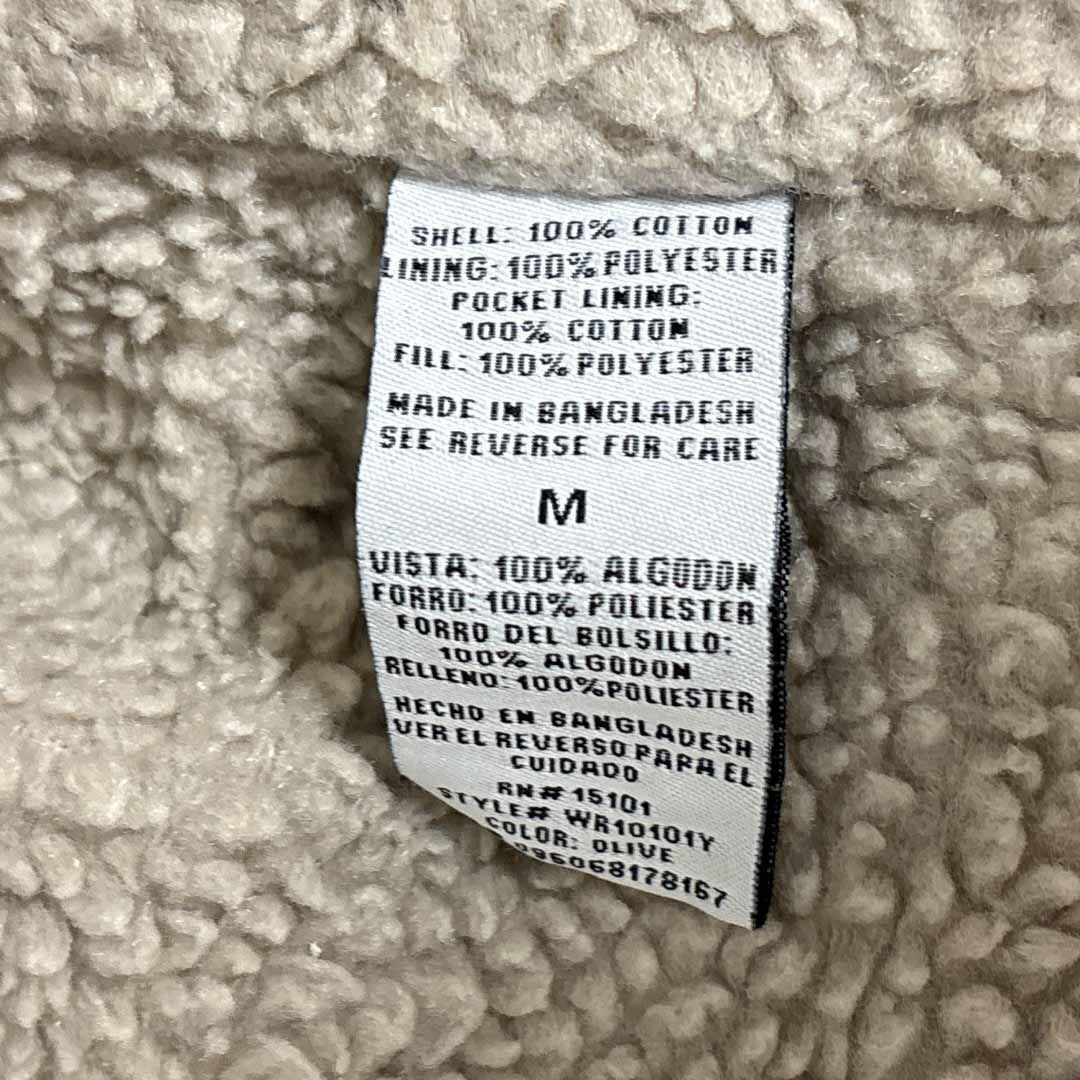 SHELL: 100% COTTON
LINING: 100% POLYESTER
POCKET LINING:
100% COTTON
FILL: 100% POLYESTER
MADE IN BANGLADESH
SEE REVERSE FOR CARE
M
VISTA: 100% ALGODON
FORRO: 100% POLIESTER
FORRO DEL BOLSILLO:
100% ALGODON
RELLENO: 100% POLIESTER
HECHO EN BANGLADESH
VER EL REVERSO PARA EL
CUIDADO
RN# 15101
STYLE# WR10101Y
COLOR: OLIVE
096068178167